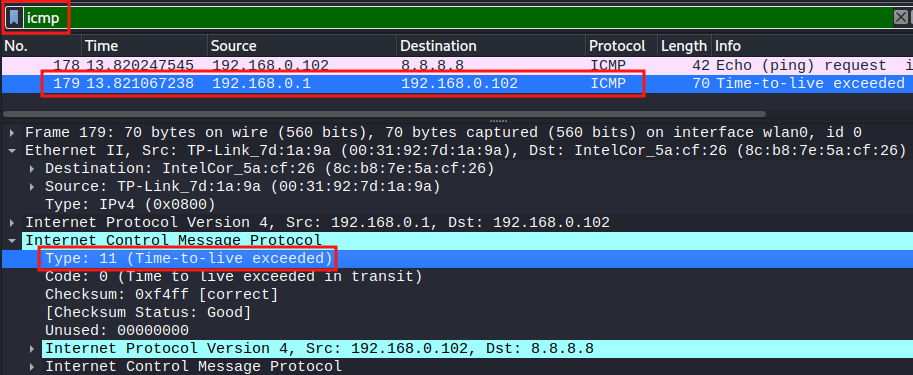 icmp
No. Time Source Destination Protocol Length Info
178 13.820247545 192.168.0.102 8.8.8.8 ICMP 42 Echo (ping) request i
179 13.821067238 192.168.0.1 192.168.0.102 ICMP 70 Time-to-live exceeded
Frame 179: 70 bytes on wire (560 bits), 70 bytes captured (560 bits) on interface wlan0, id 0
Ethernet II, Src: TP-Link_7d:1a:9a (00:31:92:7d:1a:9a), Dst: IntelCor_5a:cf:26 (8c:b8:7e:5a:cf:26)
Destination: IntelCor_5a:cf:26 (8c:b8:7e:5a:cf:26)
Source: TP-Link_7d:1a:9a (00:31:92:7d:1a:9a)
Type: IPv4 (0x0800)
Internet Protocol Version 4, Src: 192.168.0.1, Dst: 192.168.0.102
Internet Control Message Protocol
Type: 11 (Time-to-live exceeded)
Code: 0 (Time to live exceeded in transit)
Checksum: 0xf4ff [correct]
[Checksum Status: Good]
Unused: 00000000
Internet Protocol Version 4, Src: 192.168.0.102, Dst: 8.8.8.8
Internet Control Message Protocol